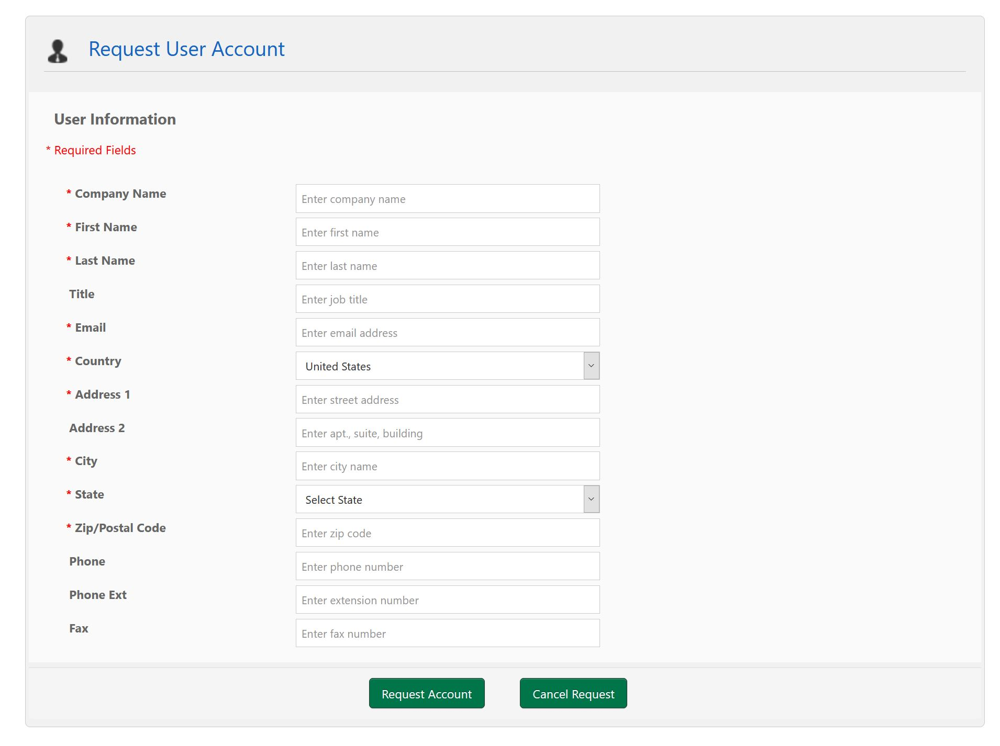 Request User Account
User Information
* Required Fields
* Company Name Enter company name
* First Name Enter first name
* Last Name Enter last name
Title Enter job title
* Email Enter email address
* Country United States
* Address 1 Enter street address
Address 2 Enter apt., suite, building
* City Enter city name
* State Select State
* Zip/Postal Code Enter zip code
Phone Enter phone number
Phone Ext Enter extension number
Fax Enter fax number
Request Account Cancel Request